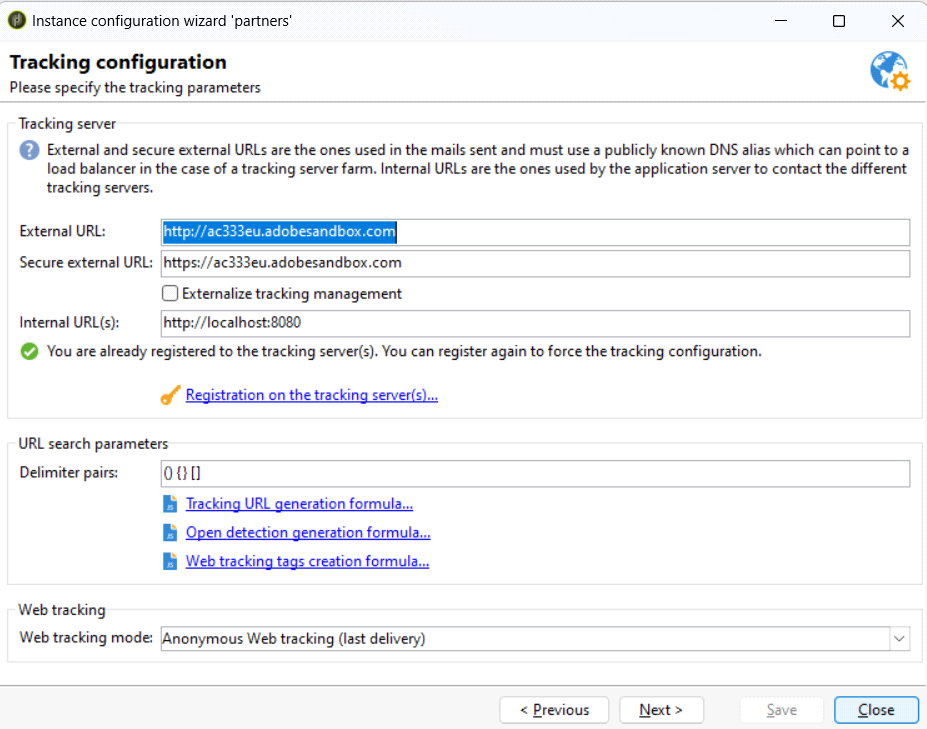 Instance configuration wizard 'partners'
Tracking configuration
Please specify the tracking parameters
Tracking server
External and secure external URLs are the ones used in the mails sent and must use a publicly known DNS alias which can point to a
load balancer in the case of a tracking server farm. Internal URLs are the ones used by the application server to contact the different
tracking servers.
External URL: http://ac333eu.adobesandbox.com
Secure external URL: https://ac333eu.adobesandbox.com
Externalize tracking management
Internal URL(s): http://localhost:8080
You are already registered to the tracking server(s). You can register again to force the tracking configuration.
Registration on the tracking server(s)...
URL search parameters
Delimiter pairs: () {} []
Tracking URL generation formula...
Open detection generation formula...
Web tracking tags creation formula...
Web tracking
Web tracking mode: Anonymous Web tracking (last delivery)
< Previous Next > Save Close